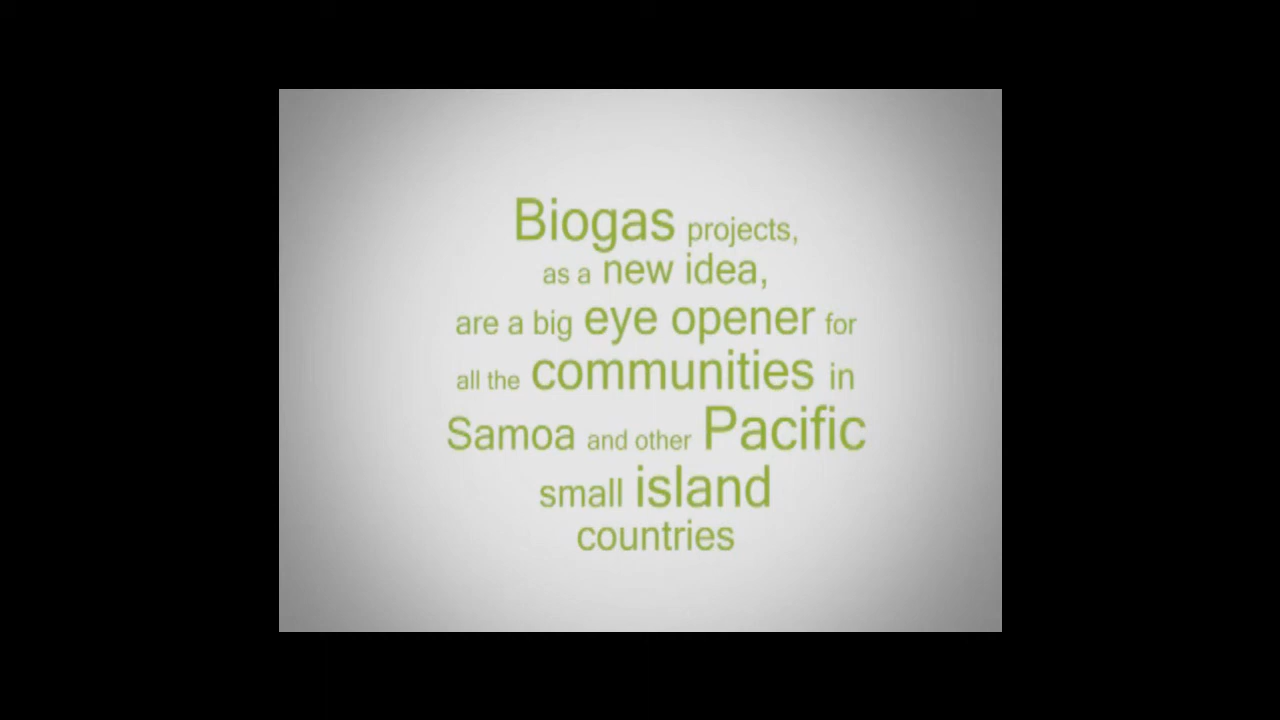 Biogas projects,
as a new idea,
are a big eye opener for
all the communities in
Samoa and other Pacific
small island
countries